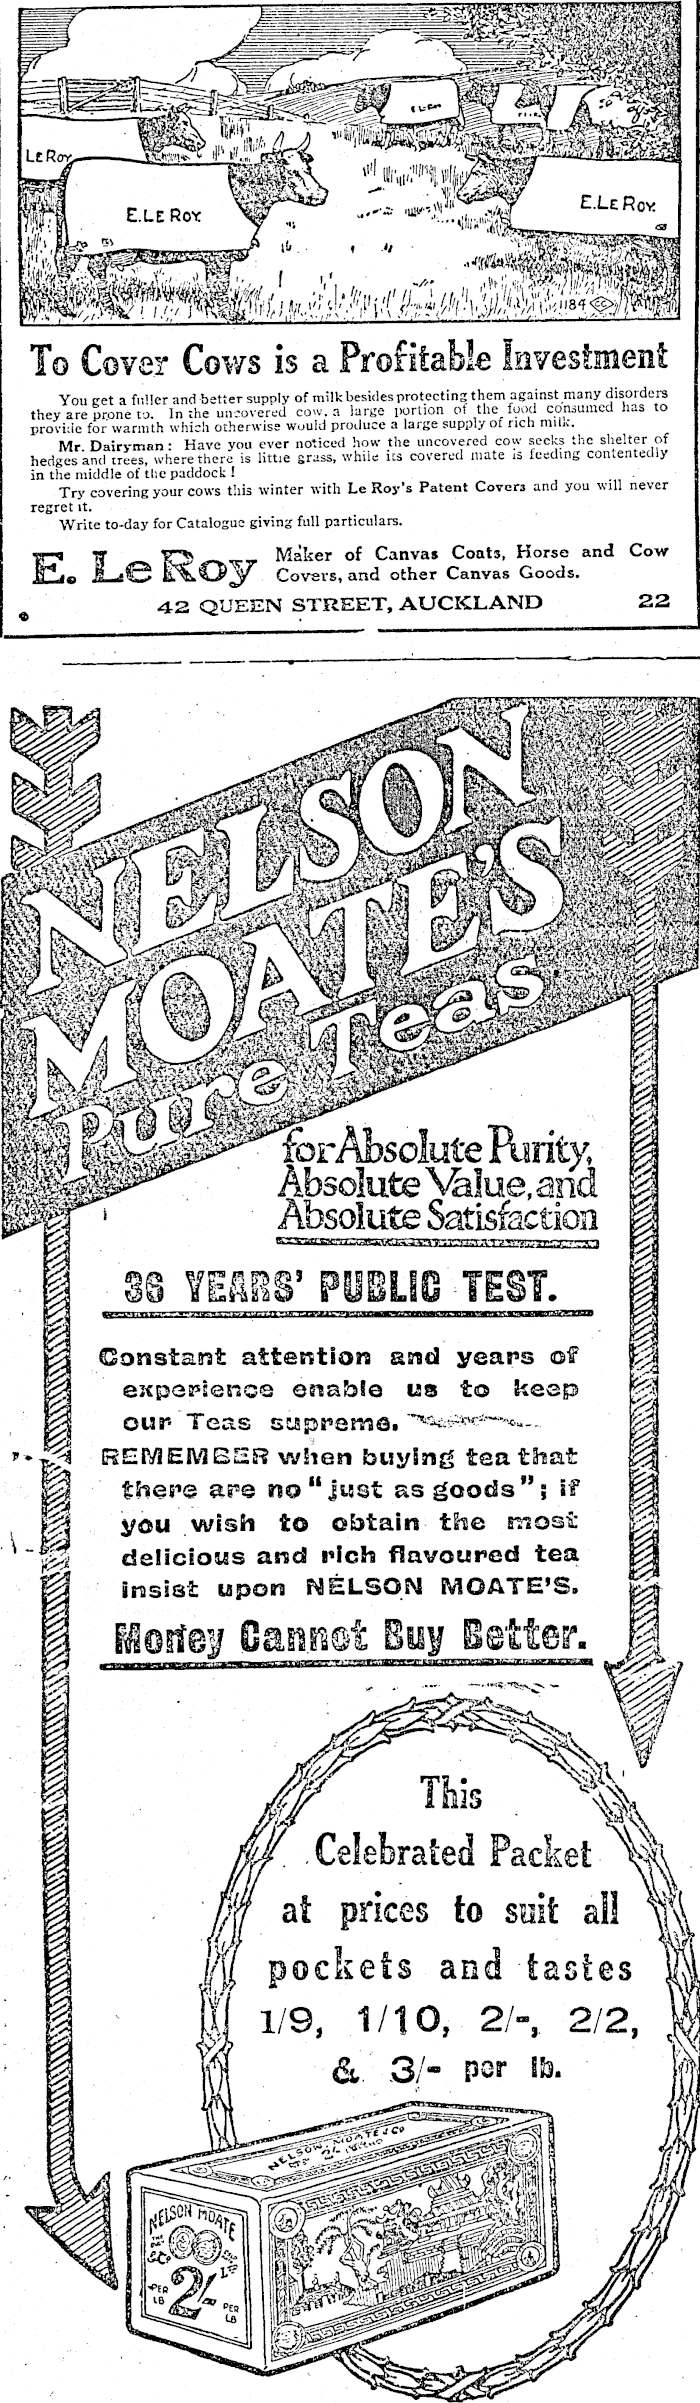 E. LE ROY
LE ROY
E. LE ROY.
E. LE ROY.
1184 CC
To Cover Cows is a Profitable Investment
You get a fuller and better supply of milk besides protecting them against many disorders
they are prone to. In the uncovered cow, a large portion of the food consumed has to
provide for warmth which otherwise would produce a large supply of rich milk.
Mr. Dairyman: Have you ever noticed how the uncovered cow seeks the shelter of
hedges and trees, where there is little grass, while its covered mate is feeding contentedly
in the middle of the paddock!
Try covering your cows this winter with Le Roy's Patent Covers and you will never
regret it.
Write to-day for Catalogue giving full particulars.
E. Le Roy
Maker of Canvas Coats, Horse and Cow
Covers, and other Canvas Goods.
42 QUEEN STREET, AUCKLAND 22
NELSON
MOATE'S
Pure Teas
for Absolute Purity,
Absolute Value, and
Absolute Satisfaction
36 YEARS' PUBLIC TEST.
Constant attention and years of
experience enable us to keep
our Teas supreme.
REMEMBER when buying tea that
there are no "just as goods"; if
you wish to obtain the most
delicious and rich flavoured tea
insist upon NELSON MOATE'S.
Money Cannot Buy Better.
This
Celebrated Packet
at prices to suit all
pockets and tastes
1/9, 1/10, 2/-, 2/2,
& 3/- per lb.
NELSON MOATE & CO
NELSON MOATE
2/-
PER LB
PER LB